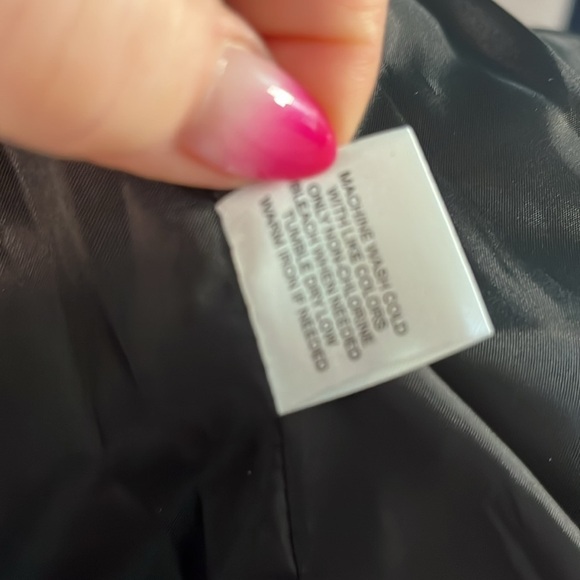 MACHINE WASH COLD
WITH LIKE COLORS
ONLY NON-CHLORINE
BLEACH WHEN NEEDED
TUMBLE DRY LOW
WARM IRON IF NEEDED